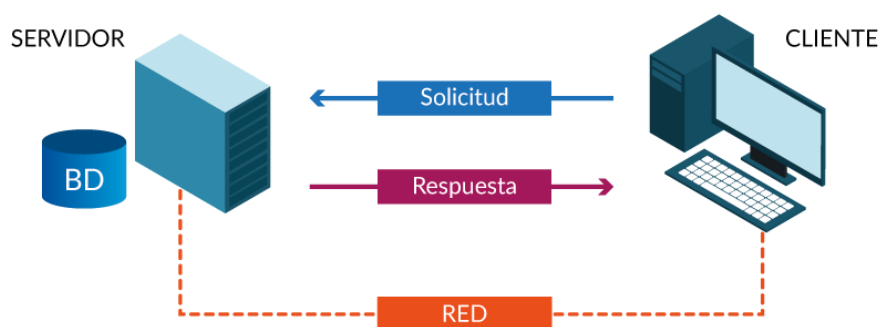 SERVIDOR
CLIENTE
Solicitud
BD
Respuesta
RED